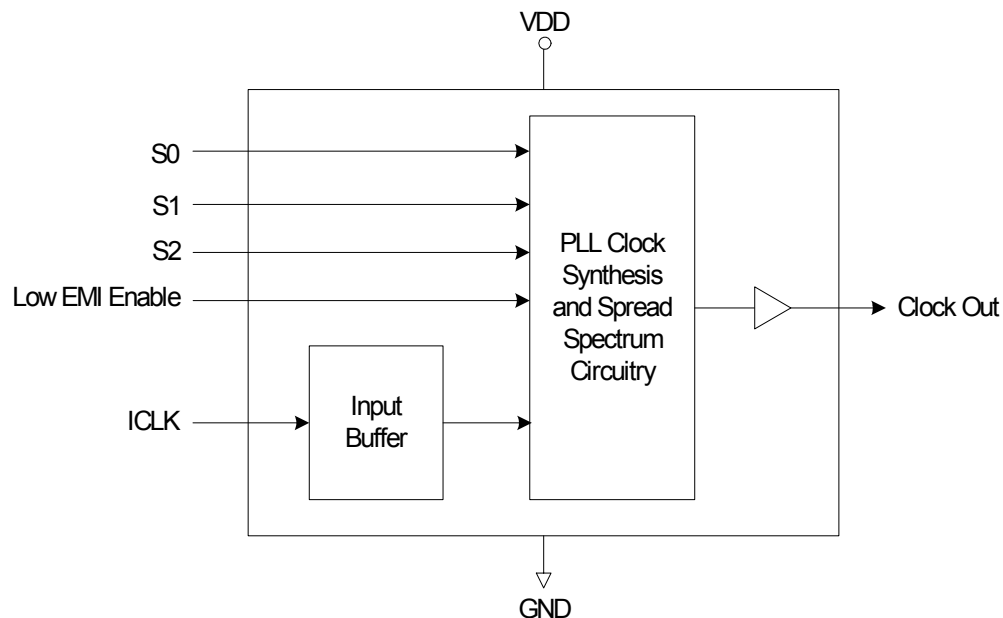 VDD
S0
S1
S2
Low EMI Enable
ICLK
Input
Buffer
PLL Clock
Synthesis
and Spread
Spectrum
Circuitry
Clock Out
GND